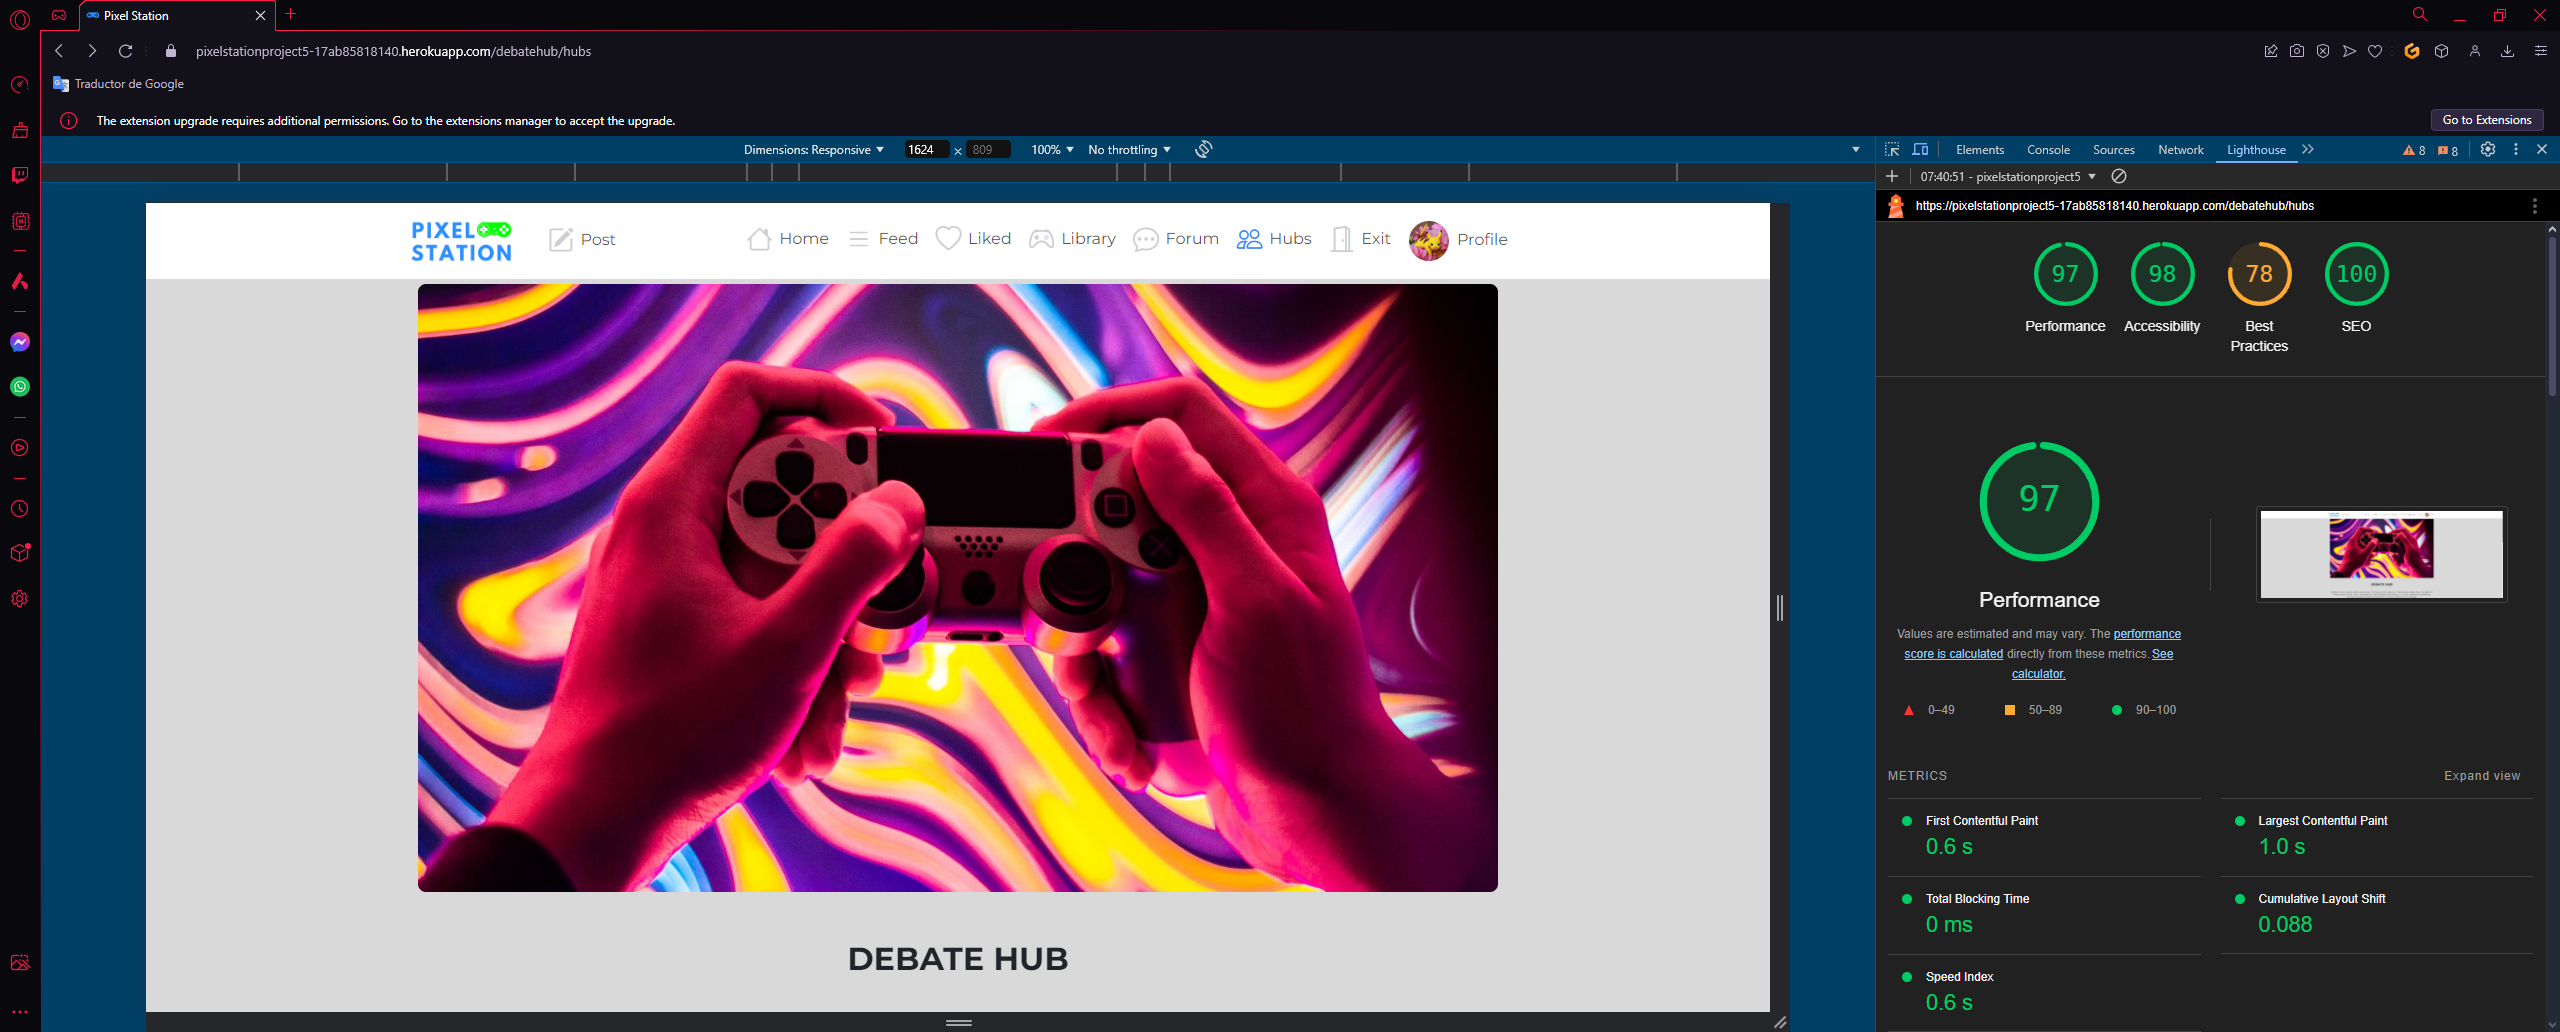 Pixel Station
pixelstationproject5-17ab85818140.herokuapp.com/debatehub/hubs
Traductor de Google
The extension upgrade requires additional permissions. Go to the extensions manager to accept the upgrade.
Go to Extensions
Dimensions: Responsive 1624 × 809 100% No throttling
Elements Console Sources Network Lighthouse 8 8
07:40:51 - pixelstationproject5
https://pixelstationproject5-17ab85818140.herokuapp.com/debatehub/hubs
PIXEL
STATION
Post Home Feed Liked Library Forum Hubs Exit Profile
DEBATE HUB
97 98 78 100
Performance Accessibility Best Practices SEO
97
Performance
Values are estimated and may vary. The performance
score is calculated directly from these metrics. See
calculator.
0–49 50–89 90–100
METRICS Expand view
First Contentful Paint
0.6 s
Largest Contentful Paint
1.0 s
Total Blocking Time
0 ms
Cumulative Layout Shift
0.088
Speed Index
0.6 s